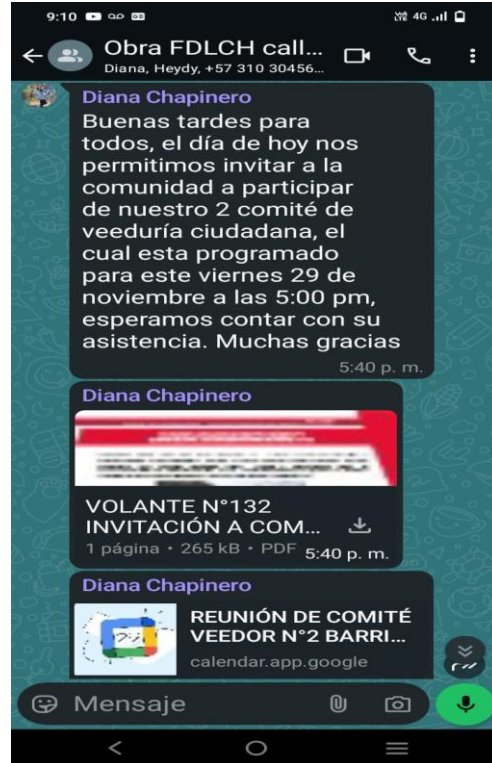 9:10
4G
Obra FDLCH call...
Diana, Heydy, +57 310 30456...
Diana Chapinero
Buenas tardes para
todos, el día de hoy nos
permitimos invitar a la
comunidad a participar
de nuestro 2 comité de
veeduría ciudadana, el
cual esta programado
para este viernes 29 de
noviembre a las 5:00 pm,
esperamos contar con su
asistencia. Muchas gracias
5:40 p. m.
Diana Chapinero
VOLANTE N°132
INVITACIÓN A COM...
1 página • 265 kB • PDF
5:40 p. m.
Diana Chapinero
REUNIÓN DE COMITÉ
VEEDOR N°2 BARRI...
calendar.app.google
Mensaje